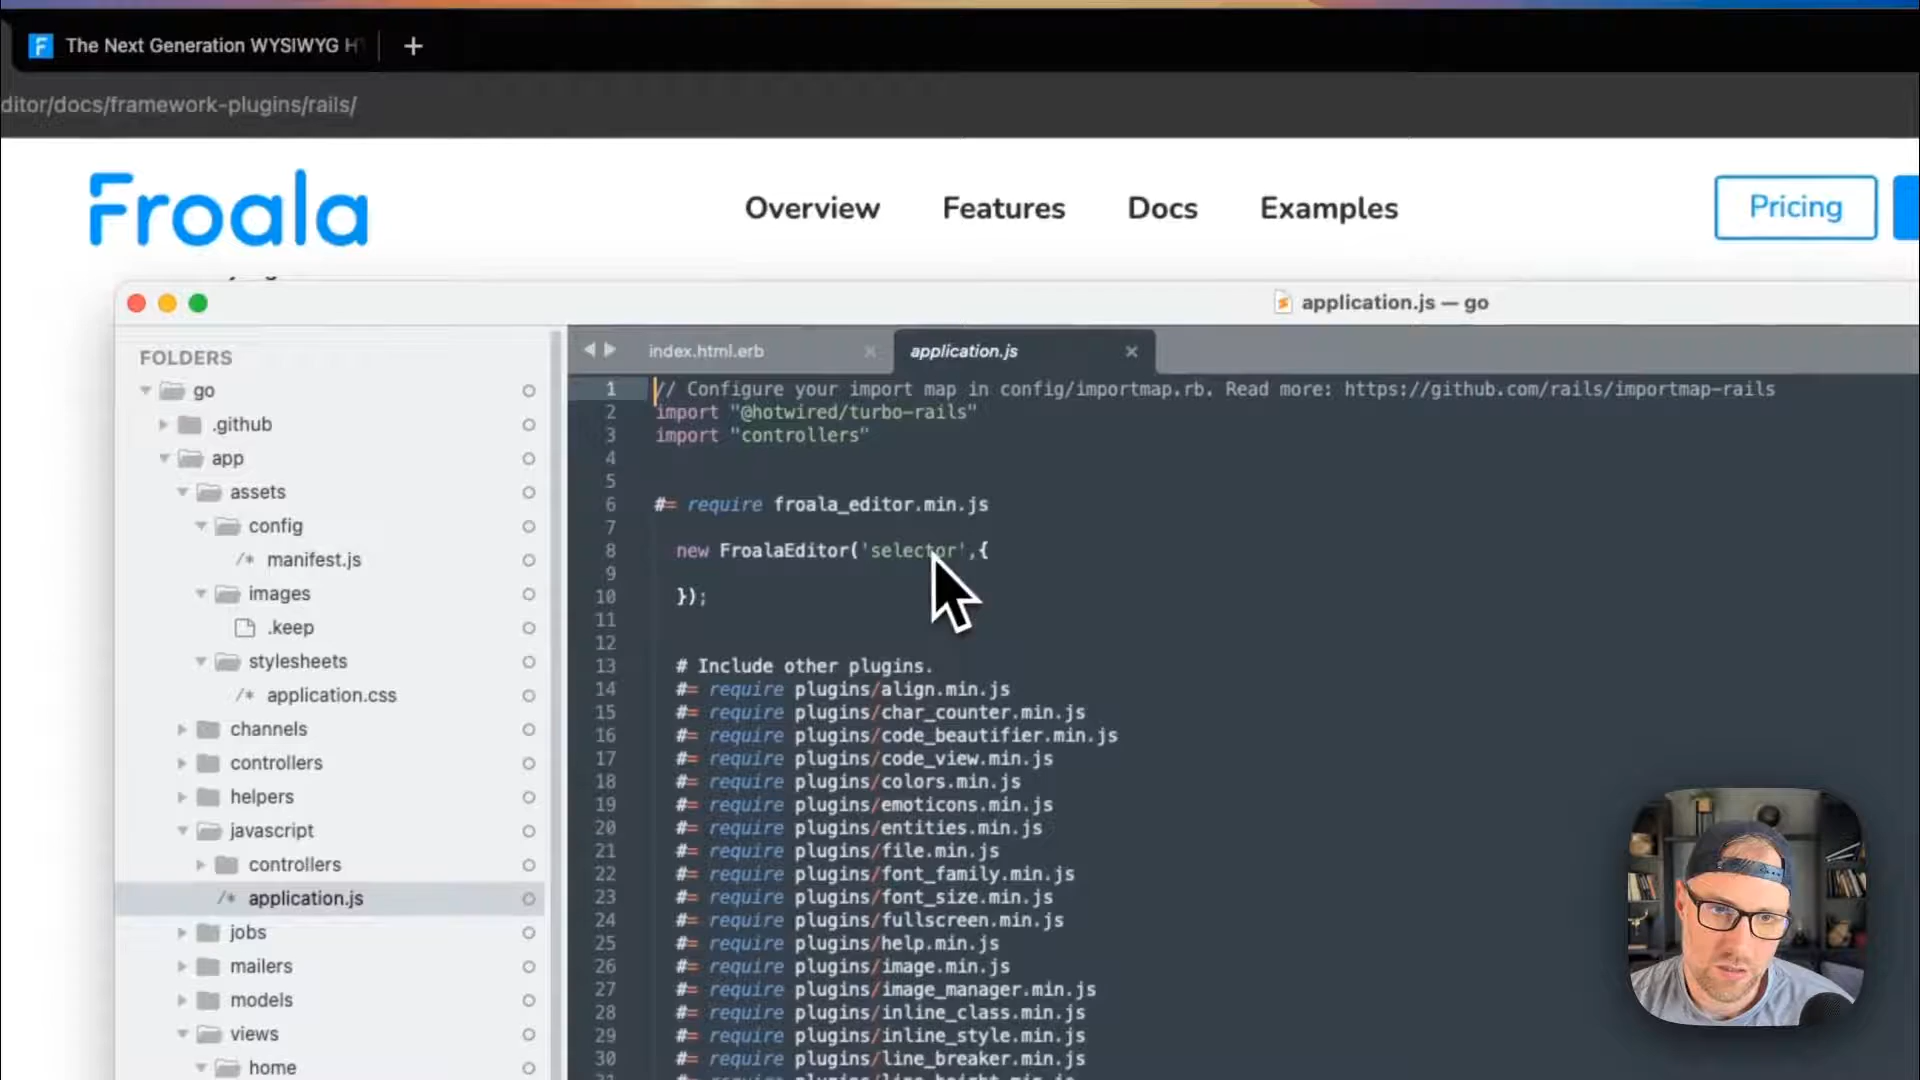 The Next Generation WYSIWYG H
ditor/docs/framework-plugins/rails/
Froala
Overview
Features
Docs
Examples
Pricing
application.js — go
FOLDERS
go
.github
app
assets
config
/* manifest.js
images
.keep
stylesheets
/* application.css
channels
controllers
helpers
javascript
controllers
/* application.js
jobs
mailers
models
views
home
index.html.erb
application.js
1 // Configure your import map in config/importmap.rb. Read more: https://github.com/rails/importmap-rails
2 import "@hotwired/turbo-rails"
3 import "controllers"
4
5
6 #= require froala_editor.min.js
7
8 new FroalaEditor('selector',{
9
10 });
11
12
13 # Include other plugins.
14 #= require plugins/align.min.js
15 #= require plugins/char_counter.min.js
16 #= require plugins/code_beautifier.min.js
17 #= require plugins/code_view.min.js
18 #= require plugins/colors.min.js
19 #= require plugins/emoticons.min.js
20 #= require plugins/entities.min.js
21 #= require plugins/file.min.js
22 #= require plugins/font_family.min.js
23 #= require plugins/font_size.min.js
24 #= require plugins/fullscreen.min.js
25 #= require plugins/help.min.js
26 #= require plugins/image.min.js
27 #= require plugins/image_manager.min.js
28 #= require plugins/inline_class.min.js
29 #= require plugins/inline_style.min.js
30 #= require plugins/line_breaker.min.js